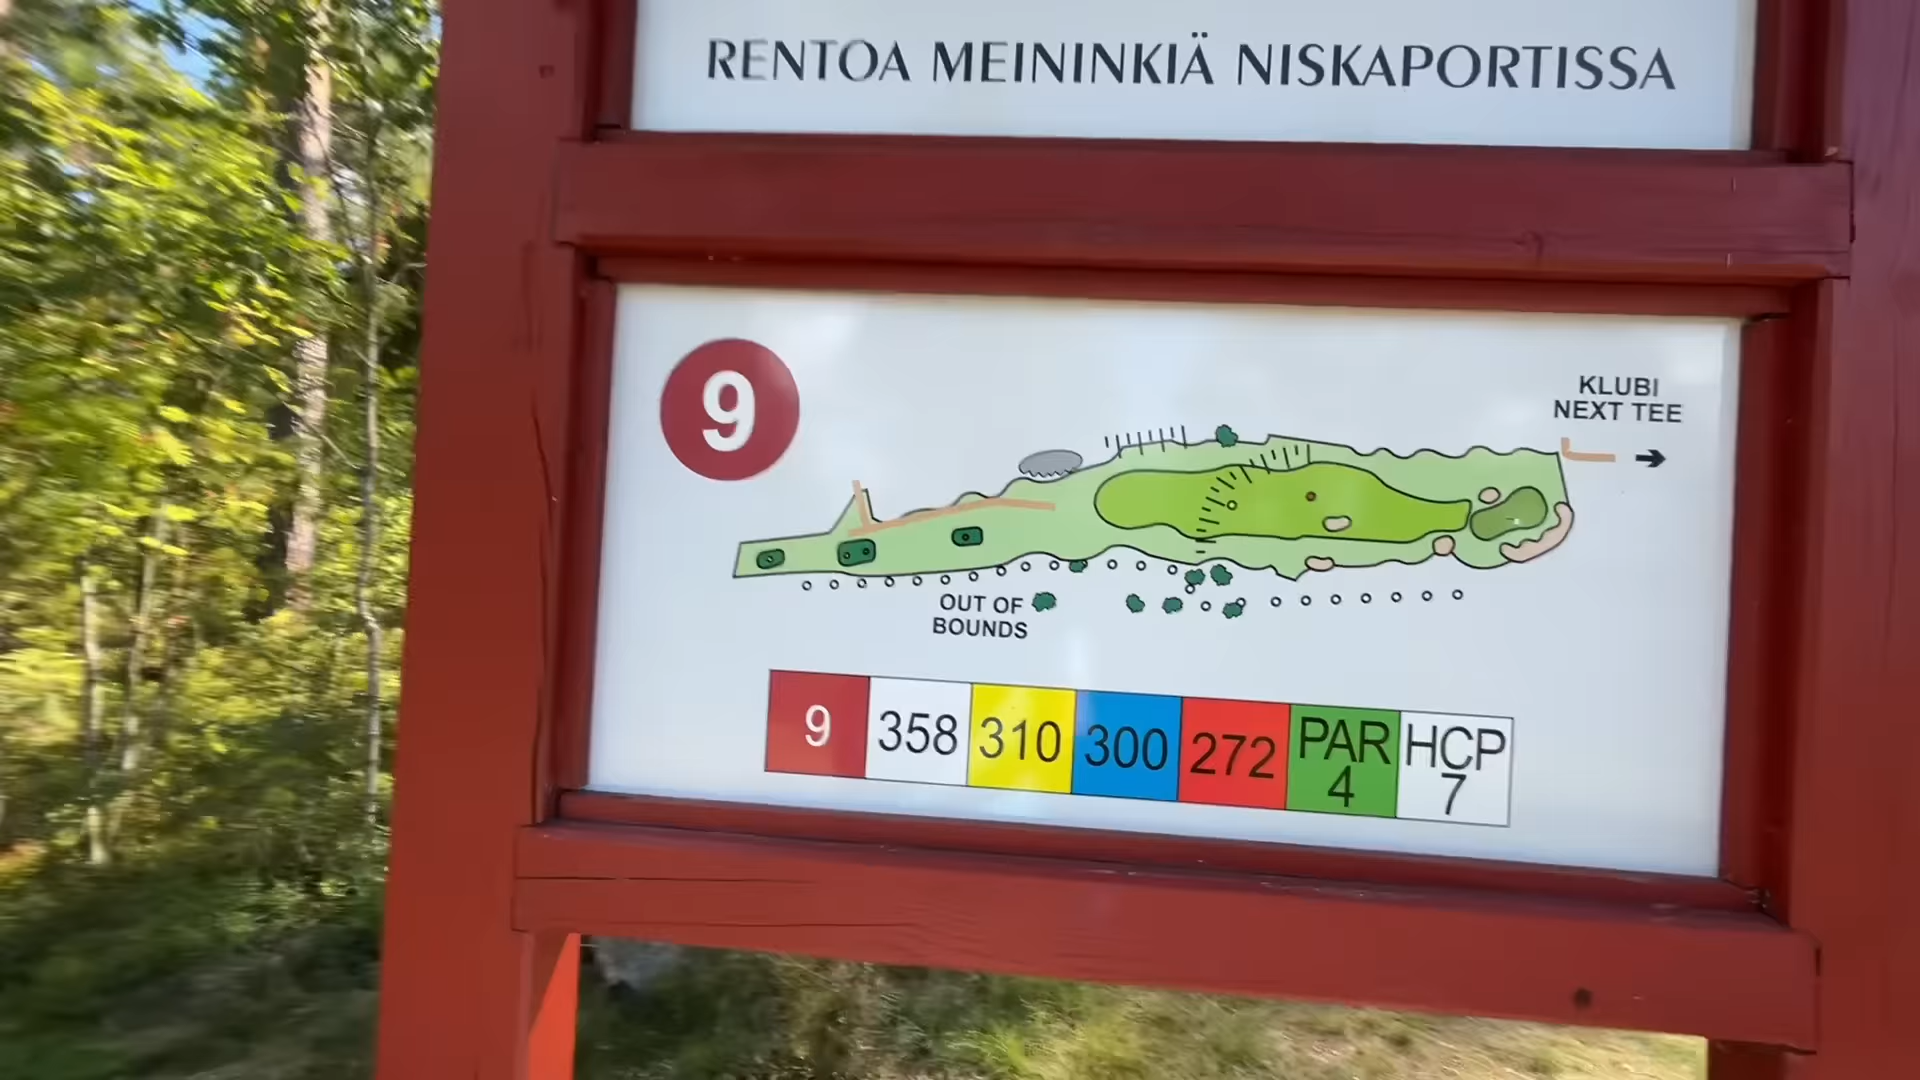 RENTOA MEININKIÄ NISKAPORTISSA
9
KLUBI
NEXT TEE
OUT OF
BOUNDS
9 358 310 300 272 PAR 4 HCP 7